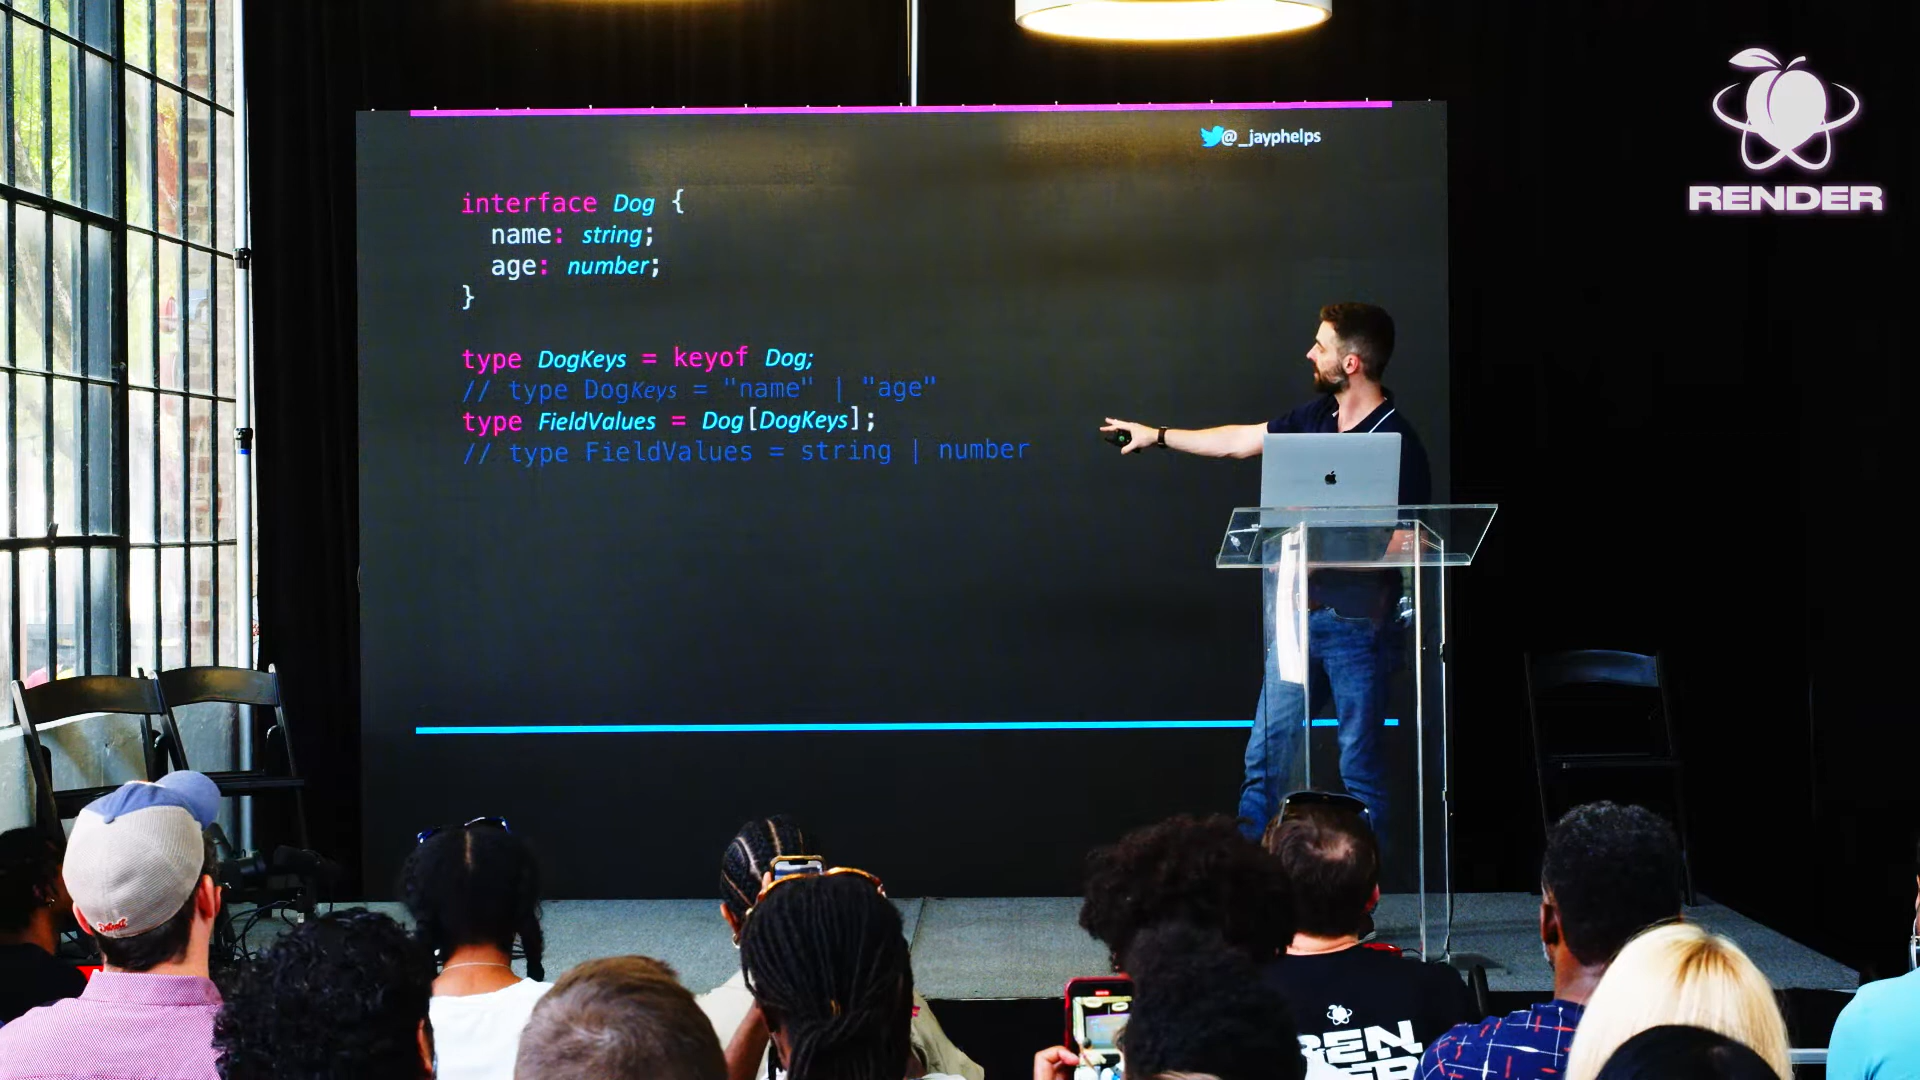 @_jayphelps
RENDER
interface Dog {
name: string;
age: number;
}
type DogKeys = keyof Dog;
// type DogKeys = "name" | "age"
type FieldValues = Dog[DogKeys];
// type FieldValues = string | number
REN